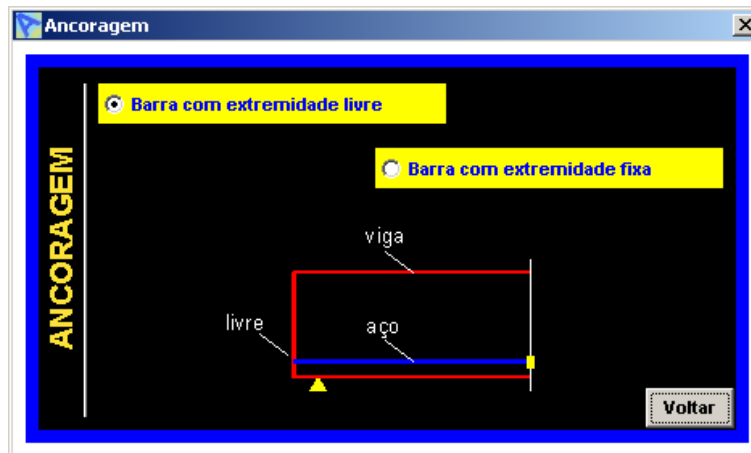 Ancoragem
Barra com extremidade livre
Barra com extremidade fixa
ANCORAGEM
viga
livre
aço
Voltar